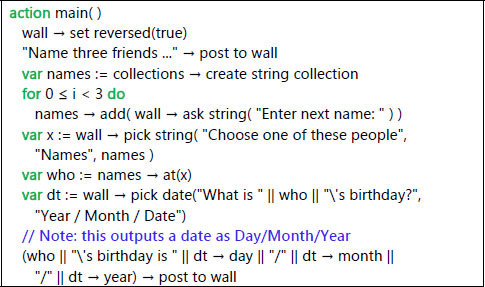 action main( )
wall → set reversed(true)
"Name three friends ..." → post to wall
var names := collections → create string collection
for 0 ≤ i < 3 do
names → add( wall → ask string( "Enter next name: " ) )
var x := wall → pick string( "Choose one of these people",
"Names", names )
var who := names → at(x)
var dt := wall → pick date("What is " || who || "\'s birthday?",
"Year / Month / Date")
// Note: this outputs a date as Day/Month/Year
(who || "\'s birthday is " || dt → day || "/" || dt → month ||
"/" || dt → year) → post to wall